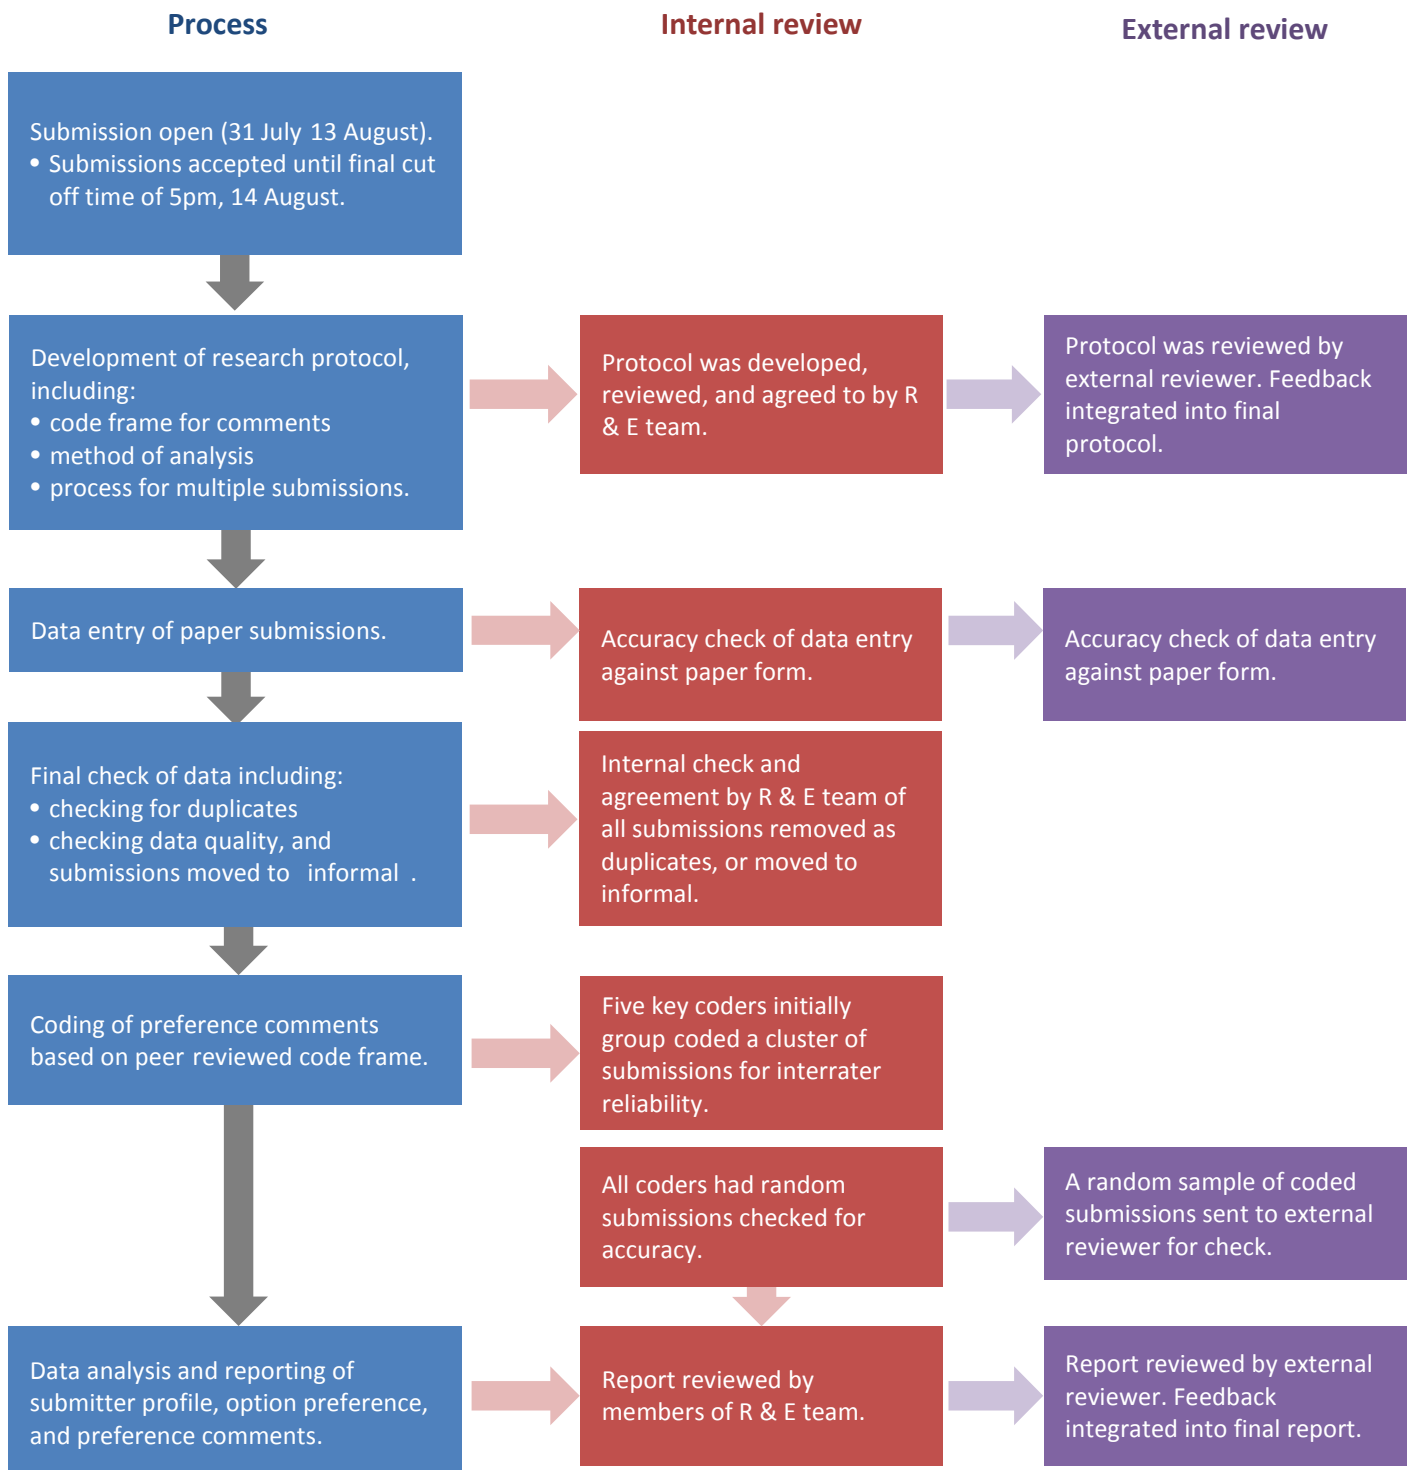 Process
Internal review
External review
Submission open (31 July 13 August).
• Submissions accepted until final cut
off time of 5pm, 14 August.
Development of research protocol,
including:
• code frame for comments
• method of analysis
• process for multiple submissions.
Protocol was developed,
reviewed, and agreed to by R
& E team.
Protocol was reviewed by
external reviewer. Feedback
integrated into final
protocol.
Data entry of paper submissions.
Accuracy check of data entry
against paper form.
Accuracy check of data entry
against paper form.
Final check of data including:
• checking for duplicates
• checking data quality, and
submissions moved to informal .
Internal check and
agreement by R & E team of
all submissions removed as
duplicates, or moved to
informal.
Coding of preference comments
based on peer reviewed code frame.
Five key coders initially
group coded a cluster of
submissions for interrater
reliability.
All coders had random
submissions checked for
accuracy.
A random sample of coded
submissions sent to external
reviewer for check.
Data analysis and reporting of
submitter profile, option preference,
and preference comments.
Report reviewed by
members of R & E team.
Report reviewed by external
reviewer. Feedback
integrated into final report.